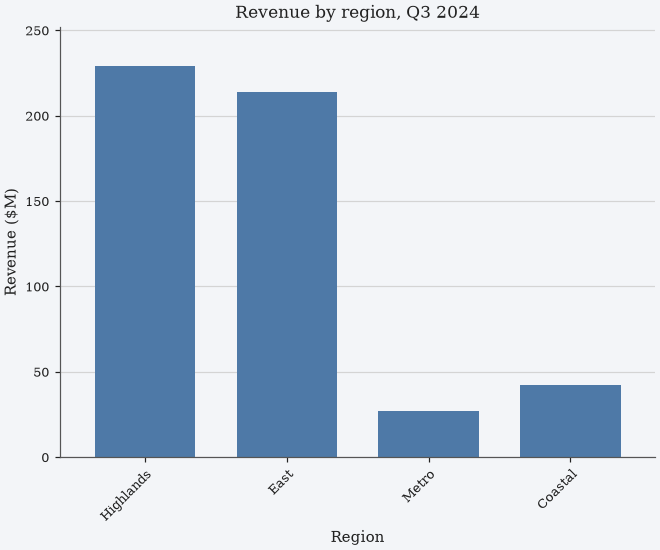 Revenue by region, Q3 2024
Revenue ($M)
250
200
150
100
50
0
Highlands
East
Metro
Coastal
Region